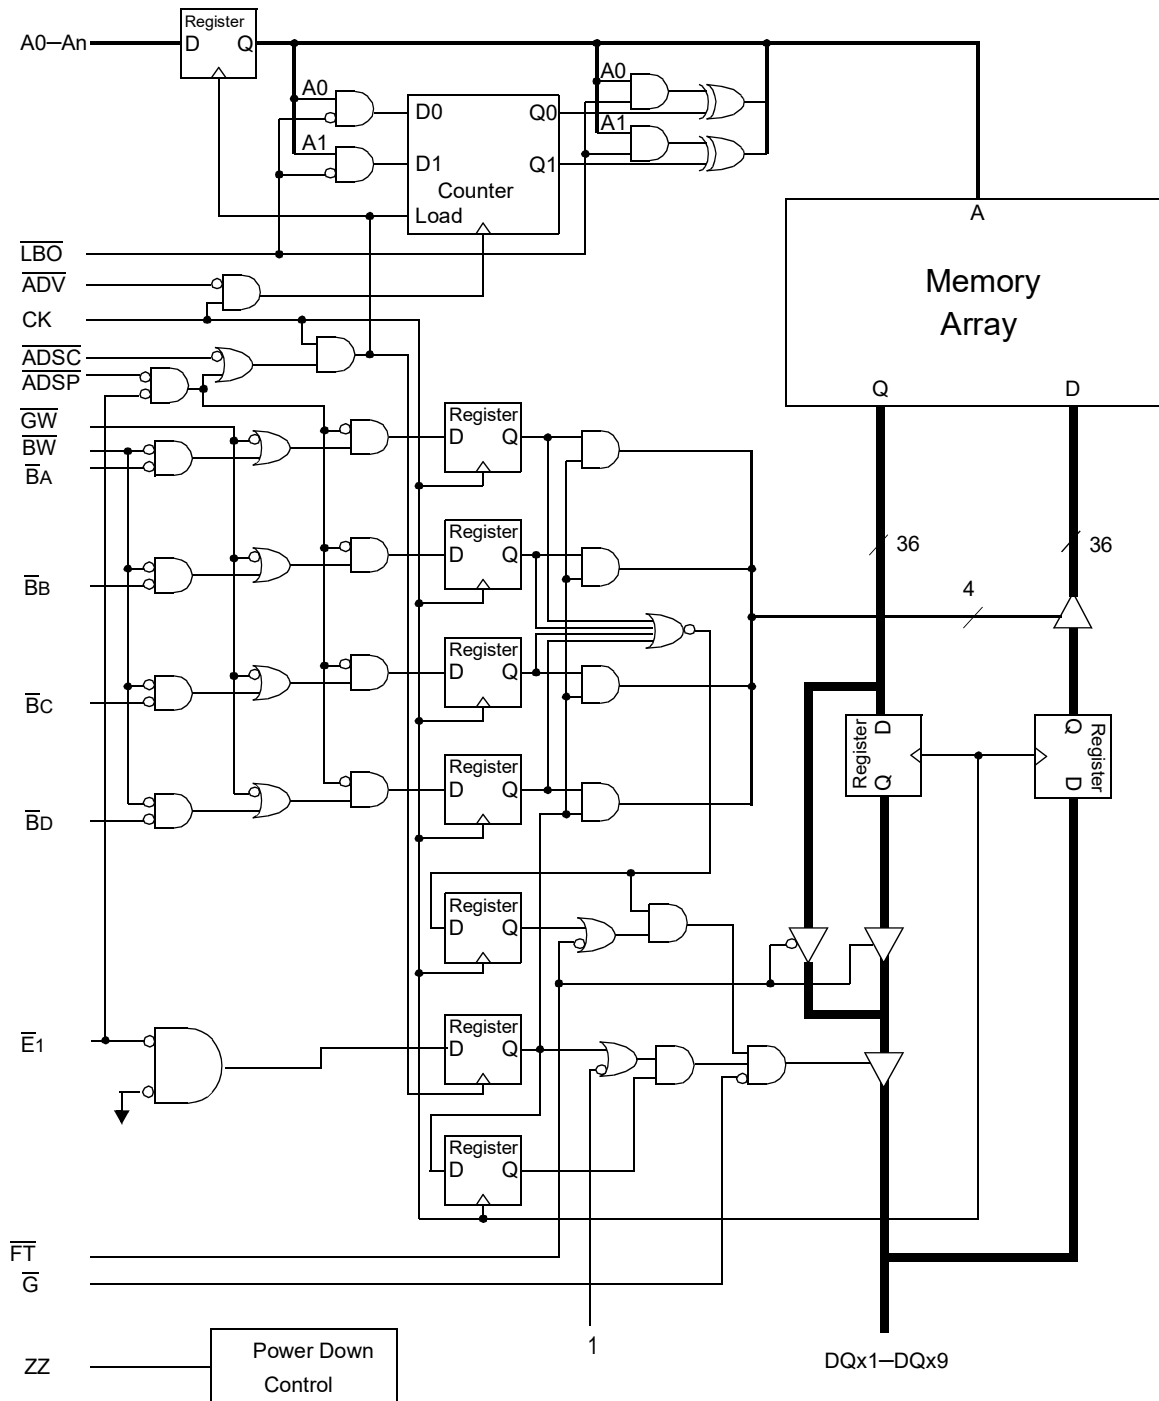 Register
A0–An
D Q
A0
A0
D0
Q0
A1
A1
D1
Q1
Counter
Load
A
LBO
ADV
Memory
Array
CK
ADSC
ADSP
Q D
GW
BW
BA
Register
D Q
36
36
BB
Register
D Q
4
BC
Register
D Q
Register
D
Q
Register
Q
D
BD
Register
D Q
Register
D Q
E1
Register
D Q
Register
D Q
FT
G
1
ZZ
Power Down
Control
DQx1–DQx9